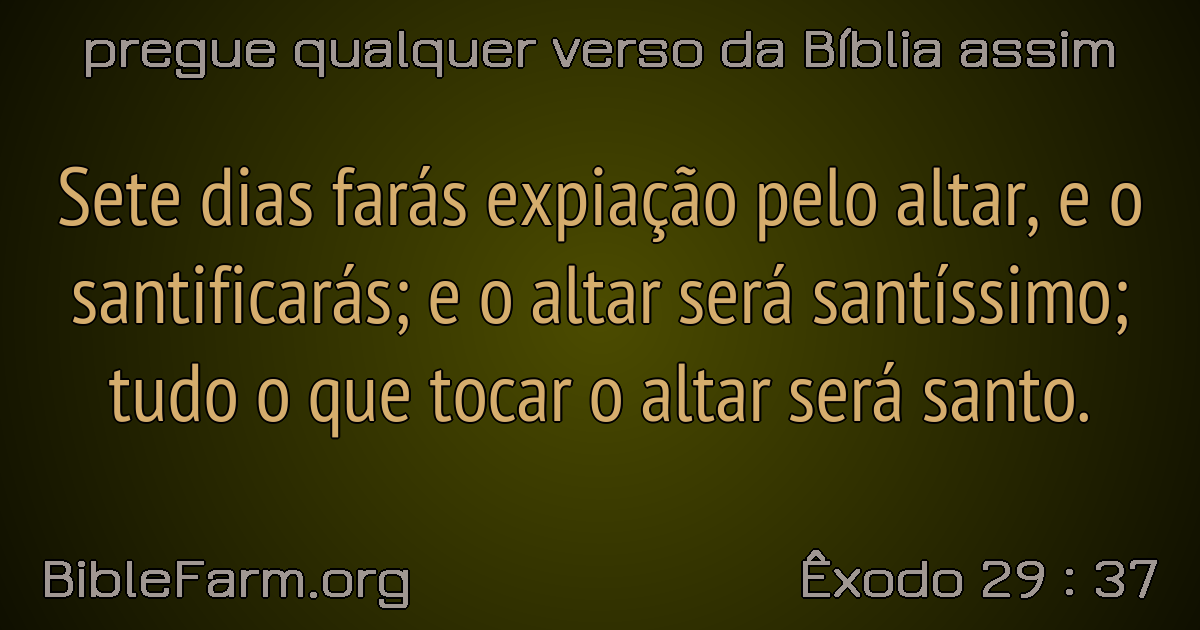 pregue qualquer verso da Bíblia assim
Sete dias farás expiação pelo altar, e o
santificarás; e o altar será santíssimo;
tudo o que tocar o altar será santo.
BibleFarm.org
Êxodo 29 : 37